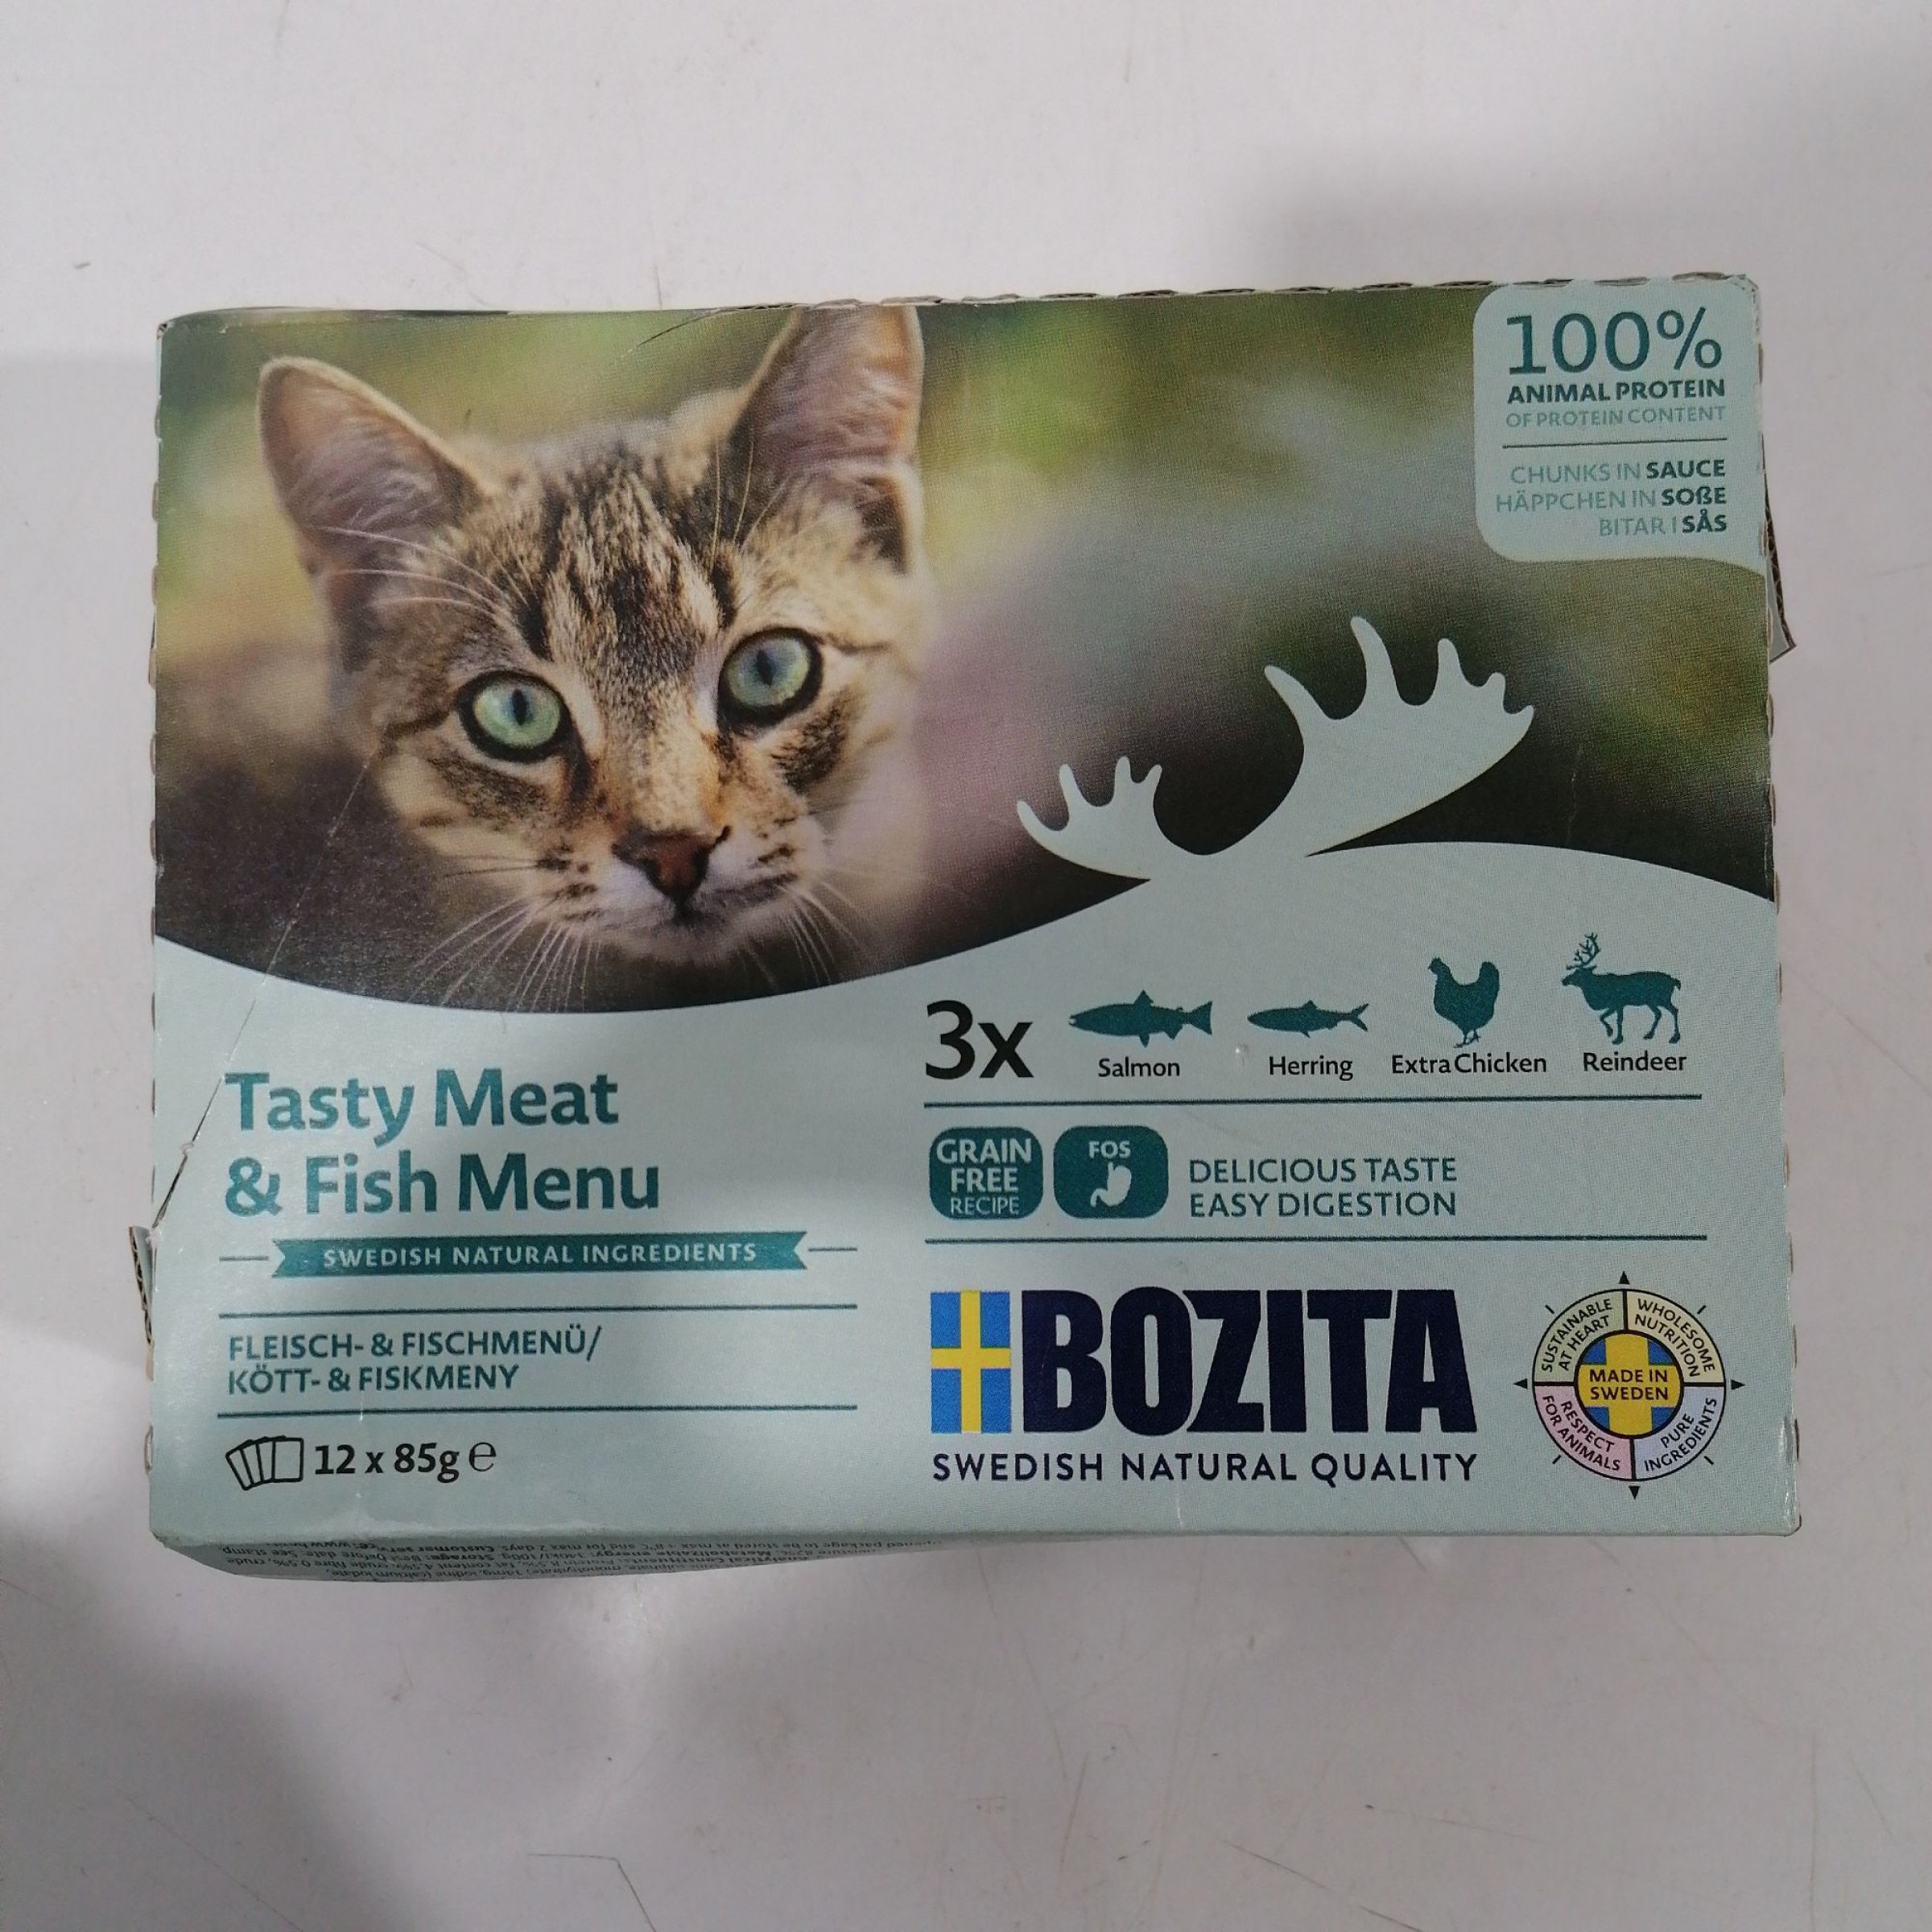 100%
ANIMAL PROTEIN
OF PROTEIN CONTENT
CHUNKS IN SAUCE
HÄPPCHEN IN SOßE
BITAR I SÅS
3x
Salmon
Herring
Extra Chicken
Reindeer
Tasty Meat
& Fish Menu
SWEDISH NATURAL INGREDIENTS
FLEISCH- & FISCHMENÜ/
KÖTT- & FISKMENY
12 x 85g e
GRAIN
FREE
RECIPE
FOS
DELICIOUS TASTE
EASY DIGESTION
BOZITA
SWEDISH NATURAL QUALITY
SUSTAINABLE
AT HEART
WHOLESOME
NUTRITION
MADE IN
SWEDEN
RESPECT
FOR ANIMALS
PURE
INGREDIENTS